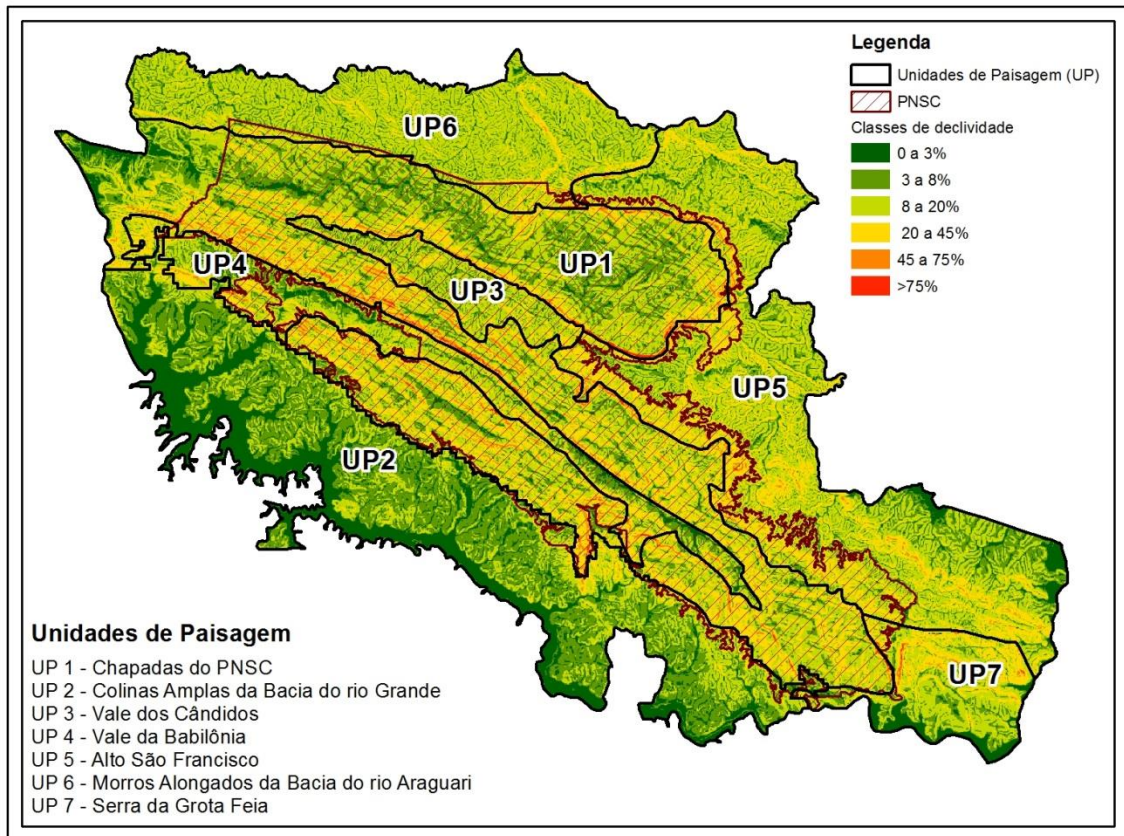 Legenda
Unidades de Paisagem (UP)
PNSC
Classes de declividade
0 a 3%
3 a 8%
8 a 20%
20 a 45%
45 a 75%
>75%
UP6
UP1
UP4
UP3
UP5
UP2
UP7
Unidades de Paisagem
UP 1 - Chapadas do PNSC
UP 2 - Colinas Amplas da Bacia do rio Grande
UP 3 - Vale dos Cândidos
UP 4 - Vale da Babilônia
UP 5 - Alto São Francisco
UP 6 - Morros Alongados da Bacia do rio Araguari
UP 7 - Serra da Grota Feia